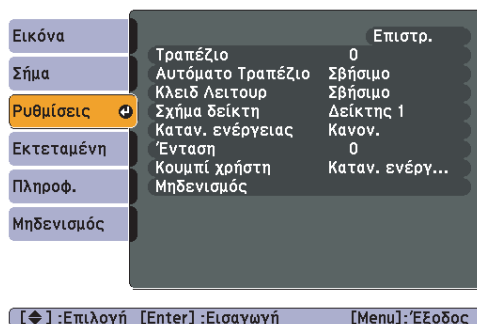 Εικόνα
Σήμα
Ρυθμίσεις
Εκτεταμένη
Πληροφ.
Μηδενισμός
Επιστρ.
Τραπέζιο 0
Αυτόματο Τραπέζιο Σβήσιμο
Κλειδ Λειτουρ Σβήσιμο
Σχήμα δείκτη Δείκτης 1
Καταν. ενέργειας Κανον.
Ένταση 0
Κουμπί χρήστη Καταν. ενέργ...
Μηδενισμός
[◆] :Επιλογή [Enter] :Εισαγωγή [Menu]:Έξοδος